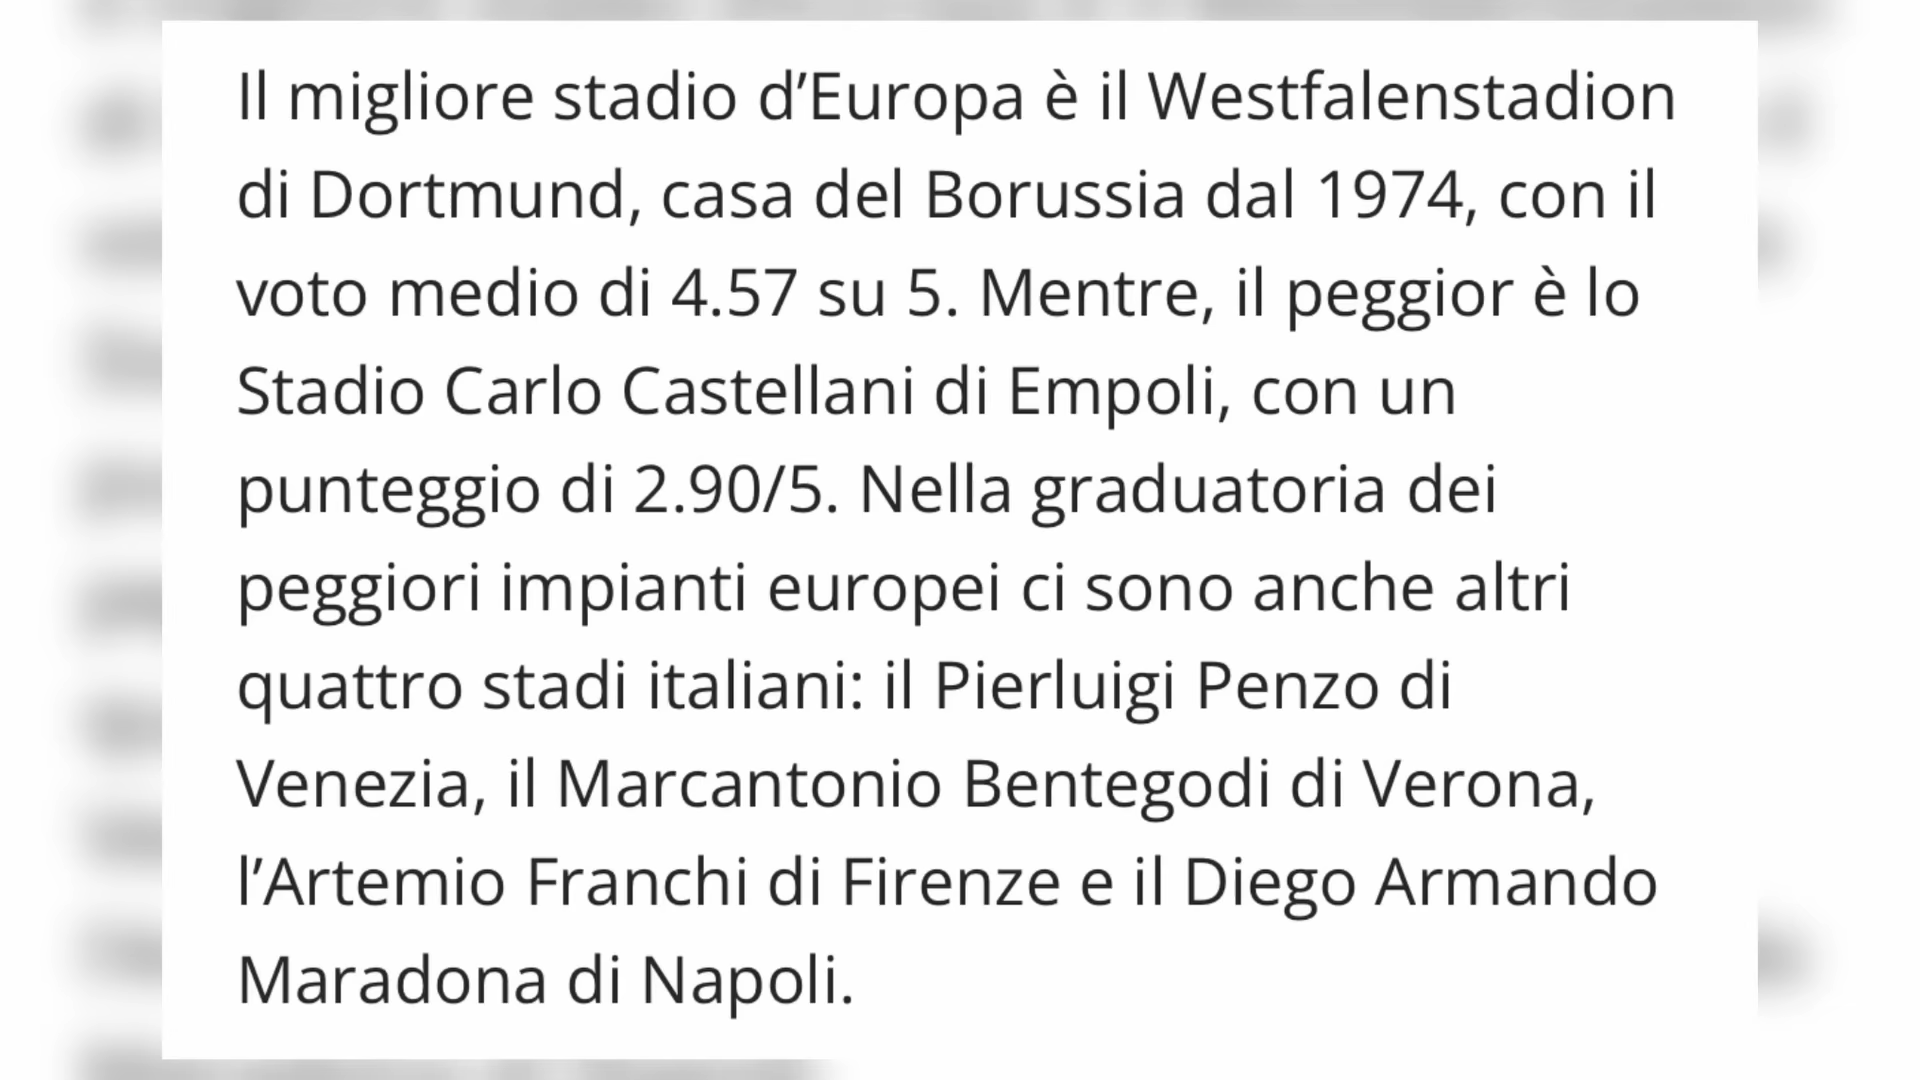 Il migliore stadio d’Europa è il Westfalenstadion
di Dortmund, casa del Borussia dal 1974, con il
voto medio di 4.57 su 5. Mentre, il peggior è lo
Stadio Carlo Castellani di Empoli, con un
punteggio di 2.90/5. Nella graduatoria dei
peggiori impianti europei ci sono anche altri
quattro stadi italiani: il Pierluigi Penzo di
Venezia, il Marcantonio Bentegodi di Verona,
l’Artemio Franchi di Firenze e il Diego Armando
Maradona di Napoli.